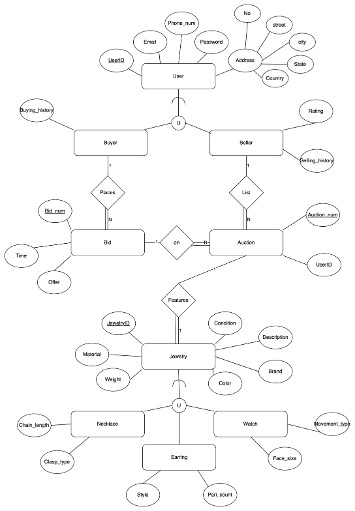 No
Phone_num
street
Email
Password
city
UserID
Address
State
User
Country
Buying_history
U
Rating
Buyer
Seller
Selling_history
1
1
Places
List
Bid_num
N
N
Auction_num
Bid
1
on
N
Auction
Time
UserID
Offer
1
Features
JewelryID
Condition
1
Description
Material
Jewelry
Weight
Brand
Color
U
Chain_length
Necklace
Watch
Movement_type
Clasp_type
Earring
Face_size
Style
Pair_count